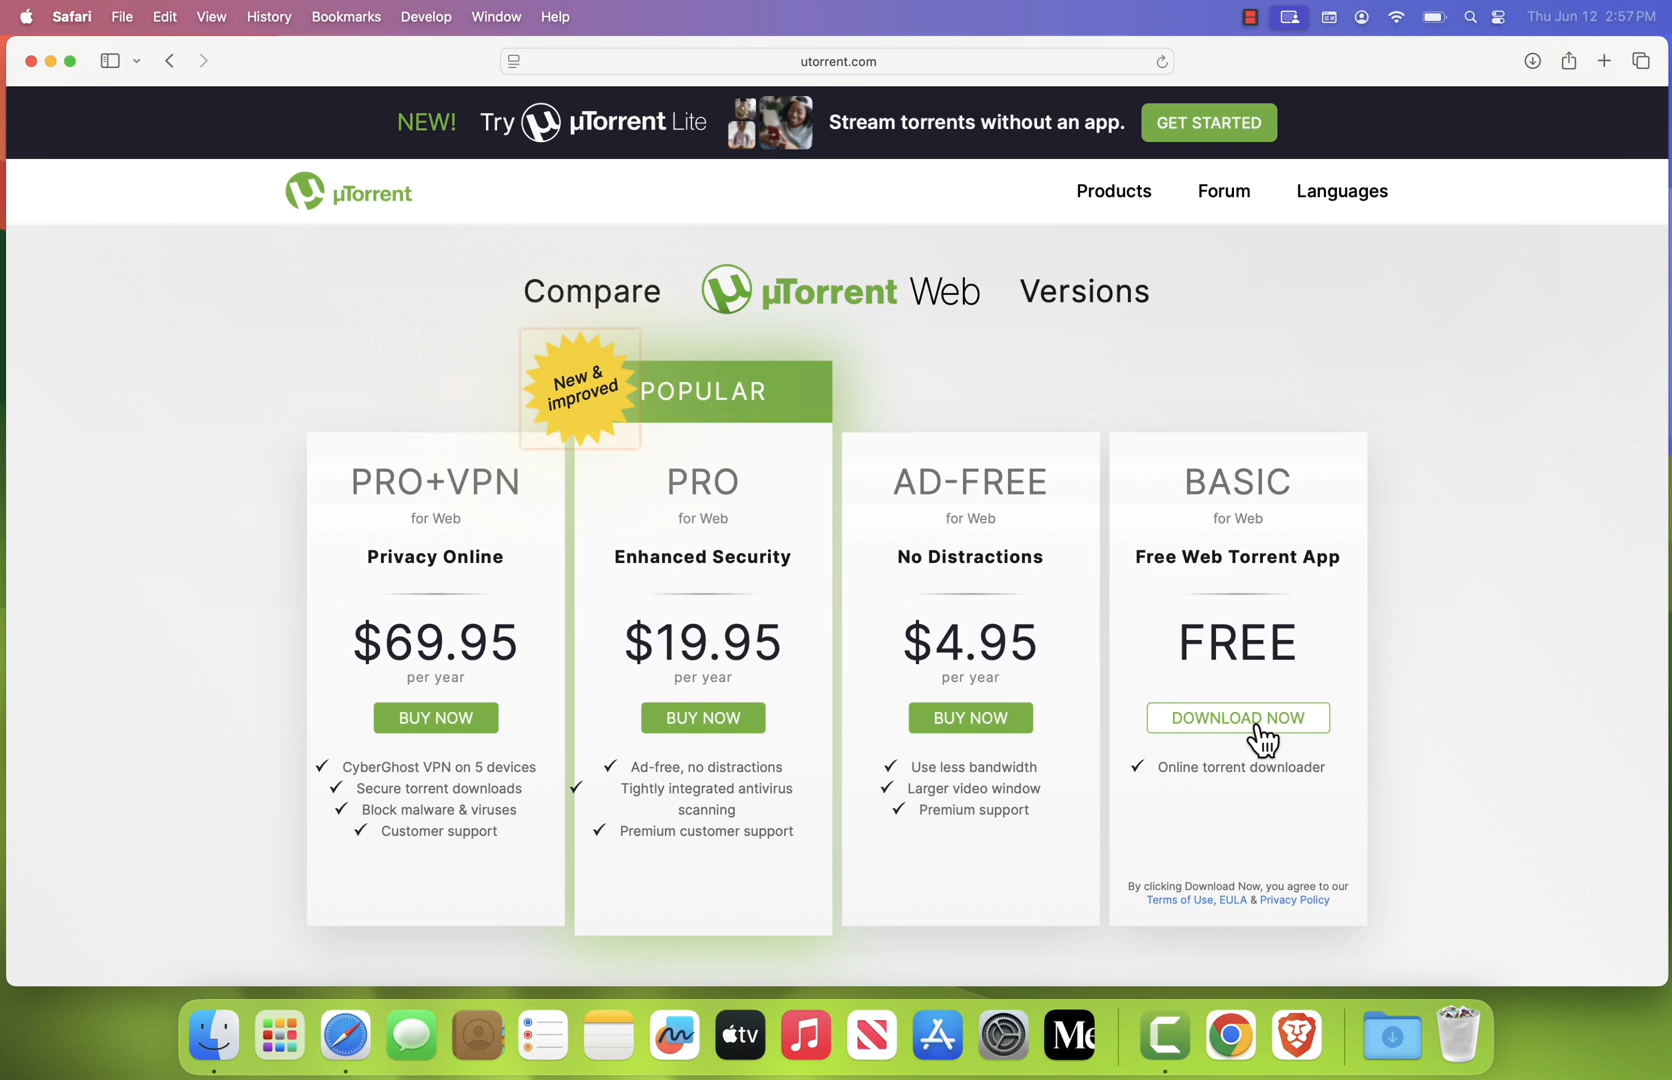 Safari File Edit View History Bookmarks Develop Window Help
Thu Jun 12 2:57 PM
utorrent.com
NEW! Try µTorrent Lite Stream torrents without an app. GET STARTED
µTorrent
Products Forum Languages
Compare µTorrent Web Versions
New &
improved
POPULAR
PRO+VPN
for Web
Privacy Online
$69.95
per year
BUY NOW
CyberGhost VPN on 5 devices
Secure torrent downloads
Block malware & viruses
Customer support
PRO
for Web
Enhanced Security
$19.95
per year
BUY NOW
Ad-free, no distractions
Tightly integrated antivirus
scanning
Premium customer support
AD-FREE
for Web
No Distractions
$4.95
per year
BUY NOW
Use less bandwidth
Larger video window
Premium support
BASIC
for Web
Free Web Torrent App
FREE
DOWNLOAD NOW
Online torrent downloader
By clicking Download Now, you agree to our
Terms of Use, EULA & Privacy Policy
tv
Me